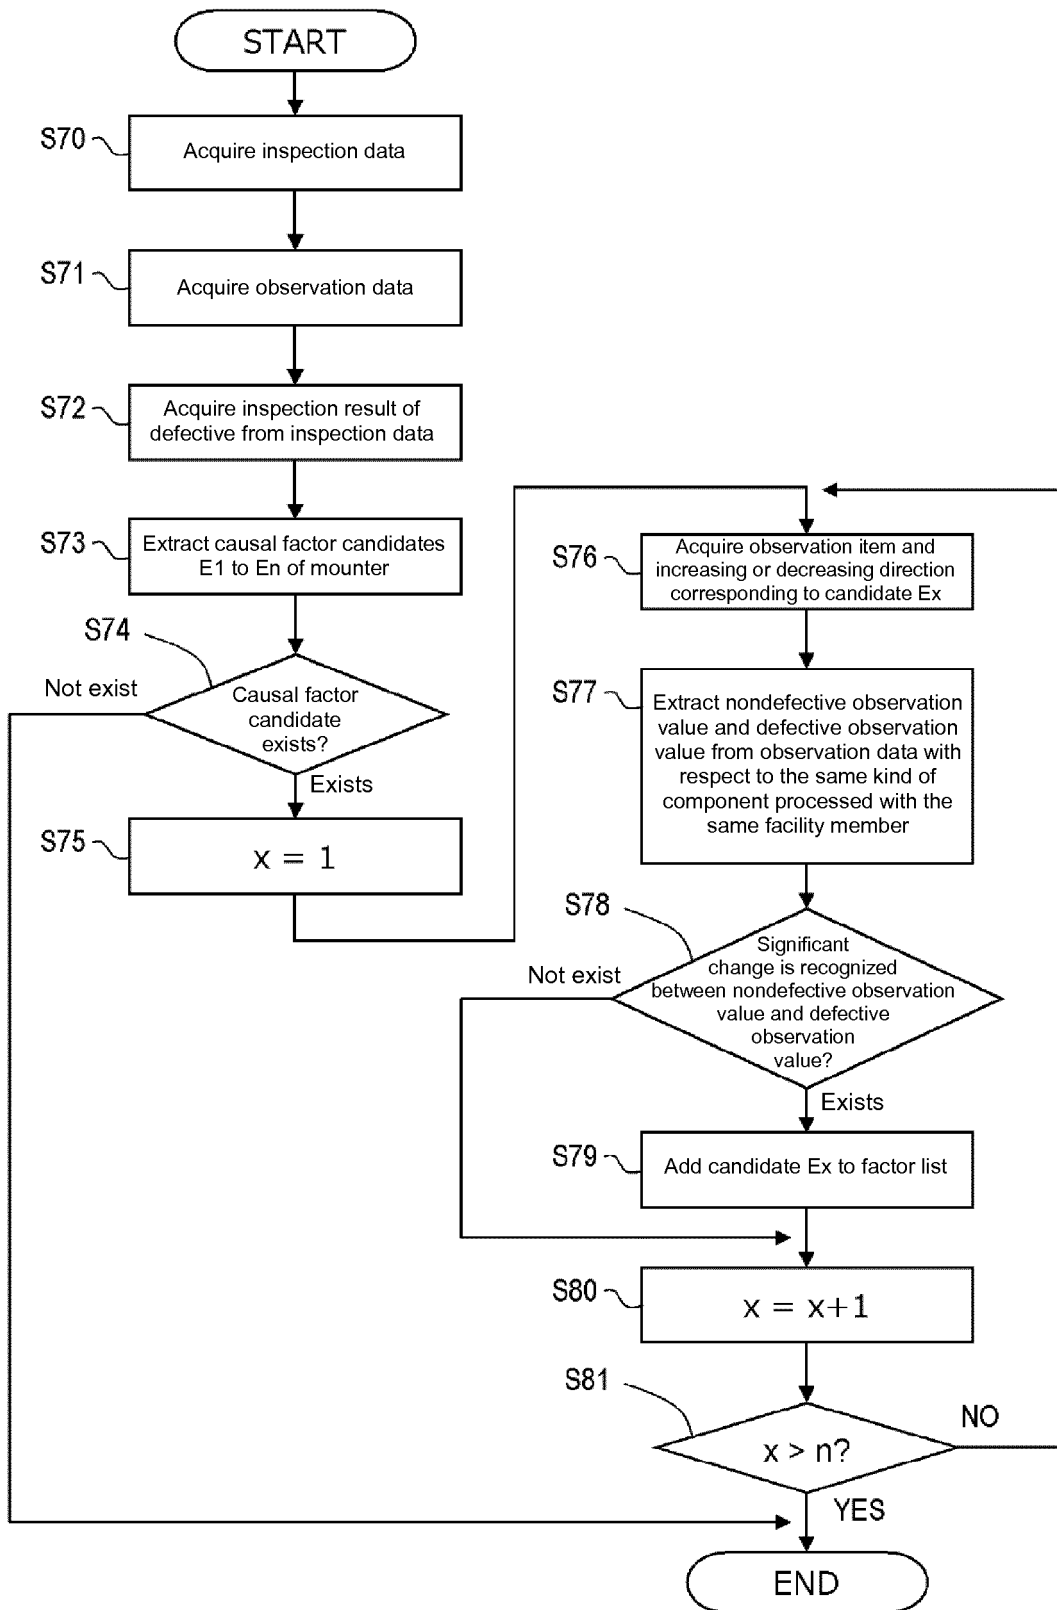 START
S70
Acquire inspection data
S71
Acquire observation data
S72
Acquire inspection result of
defective from inspection data
S73
Extract causal factor candidates
E1 to En of mounter
S74
Not exist
Causal factor
candidate
exists?
Exists
S75
x = 1
S76
Acquire observation item and
increasing or decreasing direction
corresponding to candidate Ex
S77
Extract nondefective observation
value and defective observation
value from observation data with
respect to the same kind of
component processed with the
same facility member
S78
Not exist
Significant
change is recognized
between nondefective observation
value and defective
observation
value?
Exists
S79
Add candidate Ex to factor list
S80
x = x+1
S81
x > n?
NO
YES
END